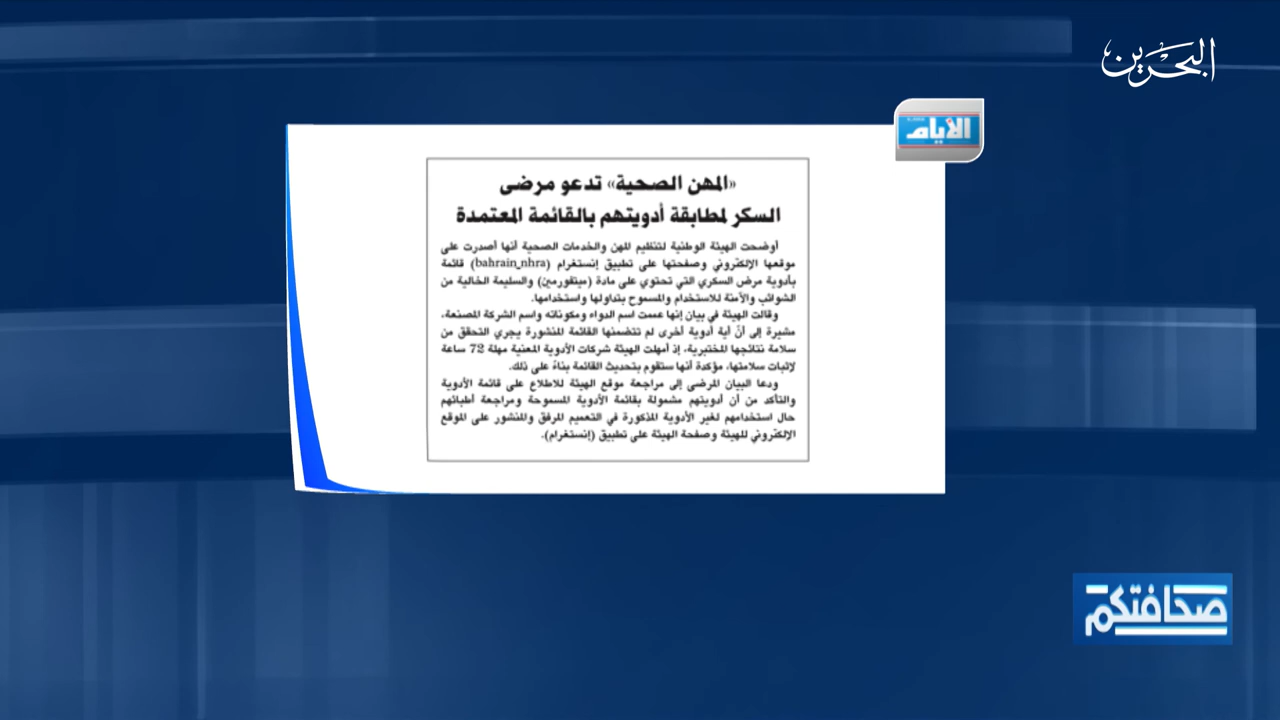 البحرين
الأيام
«المهن الصحية» تدعو مرضى
السكر لمطابقة أدويتهم بالقائمة المعتمدة
أوضحت الهيئة الوطنية لتنظيم المهن والخدمات الصحية أنها أصدرت على
موقعها الإلكتروني وصفحتها على تطبيق إنستغرام (bahrain_nhra) قائمة
بأدوية مرض السكري التي تحتوي على مادة (ميتفورمين) والسليمة الخالية من
الشوائب والآمنة للاستخدام والمسموح بتداولها واستخدامها.
وقالت الهيئة في بيان إنها عممت اسم الدواء ومكوناته واسم الشركة المصنعة،
مشيرة إلى أنّ أية أدوية أخرى لم تتضمنها القائمة المنشورة يجري التحقق من
سلامة نتائجها المختبرية، إذ أمهلت الهيئة شركات الأدوية المعنية مهلة 72 ساعة
لإثبات سلامتها، مؤكدة أنها ستقوم بتحديث القائمة بناءً على ذلك.
ودعا البيان المرضى إلى مراجعة موقع الهيئة للاطلاع على قائمة الأدوية
والتأكد من أن أدويتهم مشمولة بقائمة الأدوية المسموحة ومراجعة أطبائهم
حال استخدامهم لغير الأدوية المذكورة في التعميم المرفق والمنشور على الموقع
الإلكتروني للهيئة وصفحة الهيئة على تطبيق (إنستغرام).
صحافتكم